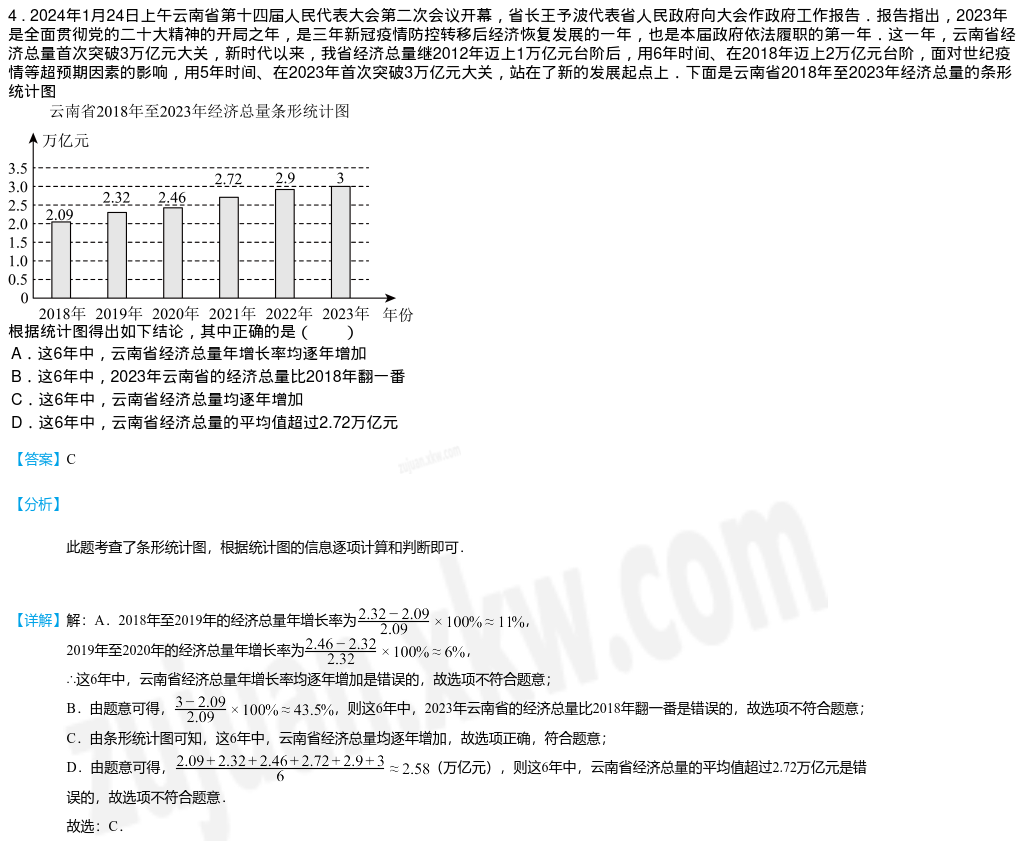 4．2024年1月24日上午云南省第十四届人民代表大会第二次会议开幕，省长王予波代表省人民政府向大会作政府工作报告．报告指出，2023年
是全面贯彻党的二十大精神的开局之年，是三年新冠疫情防控转移后经济恢复发展的一年，也是本届政府依法履职的第一年．这一年，云南省经
济总量首次突破3万亿元大关，新时代以来，我省经济总量继2012年迈上1万亿元台阶后，用6年时间、在2018年迈上2万亿元台阶，面对世纪疫
情等超预期因素的影响，用5年时间、在2023年首次突破3万亿元大关，站在了新的发展起点上．下面是云南省2018年至2023年经济总量的条形
统计图
云南省2018年至2023年经济总量条形统计图
万亿元
3.5
3.0
2.5
2.0
1.5
1.0
0.5
0
2.09
2.32
2.46
2.72
2.9
3
2018年 2019年 2020年 2021年 2022年 2023年 年份
根据统计图得出如下结论，其中正确的是（　　）
A．这6年中，云南省经济总量年增长率均逐年增加
B．这6年中，2023年云南省的经济总量比2018年翻一番
C．这6年中，云南省经济总量均逐年增加
D．这6年中，云南省经济总量的平均值超过2.72万亿元
【答案】C
zujuan.xkw.com
【分析】
此题考查了条形统计图，根据统计图的信息逐项计算和判断即可．
【详解】解：A．2018年至2019年的经济总量年增长率为(2.32−2.09)/2.09 ×100%≈11%，
2019年至2020年的经济总量年增长率为(2.46−2.32)/2.32 ×100%≈6%，
∴这6年中，云南省经济总量年增长率均逐年增加是错误的，故选项不符合题意；
B．由题意可得，(3−2.09)/2.09 ×100%≈43.5%，则这6年中，2023年云南省的经济总量比2018年翻一番是错误的，故选项不符合题意；
C．由条形统计图可知，这6年中，云南省经济总量均逐年增加，故选项正确，符合题意；
D．由题意可得，(2.09+2.32+2.46+2.72+2.9+3)/6 ≈2.58（万亿元），则这6年中，云南省经济总量的平均值超过2.72万亿元是错
误的，故选项不符合题意．
故选：C．
zujuan.xkw.com